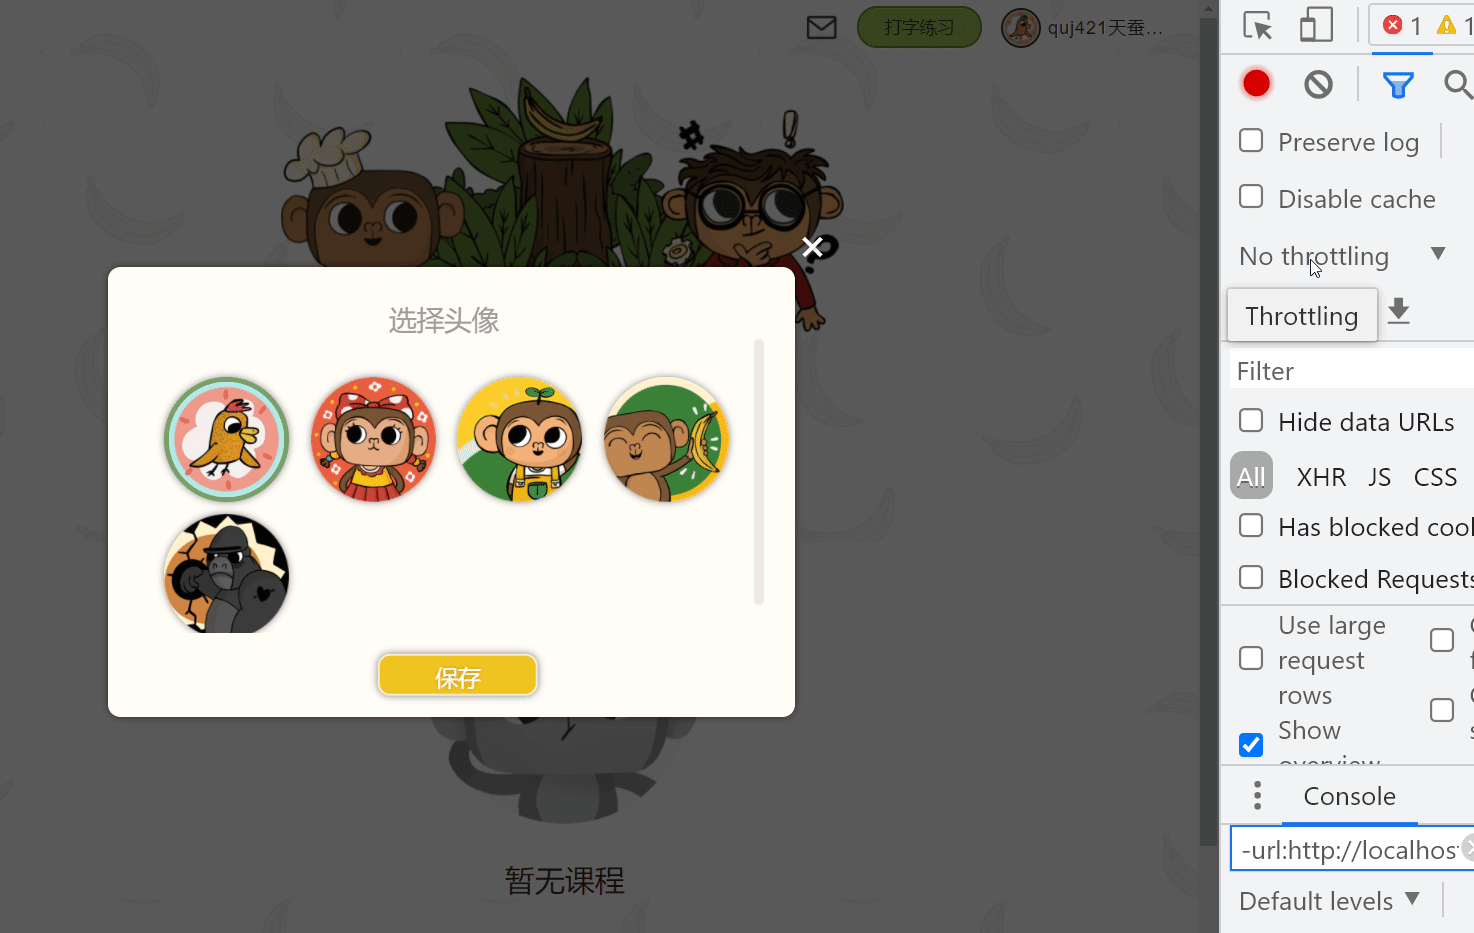 打字练习
quj421天蚕...
选择头像
保存
暂无课程
1
1
Preserve log
Disable cache
No throttling
Throttling
Filter
Hide data URLs
All XHR JS CSS
Has blocked cool
Blocked Requests
Use large
request
rows
Show
overview
Console
-url:http://localhost
Default levels